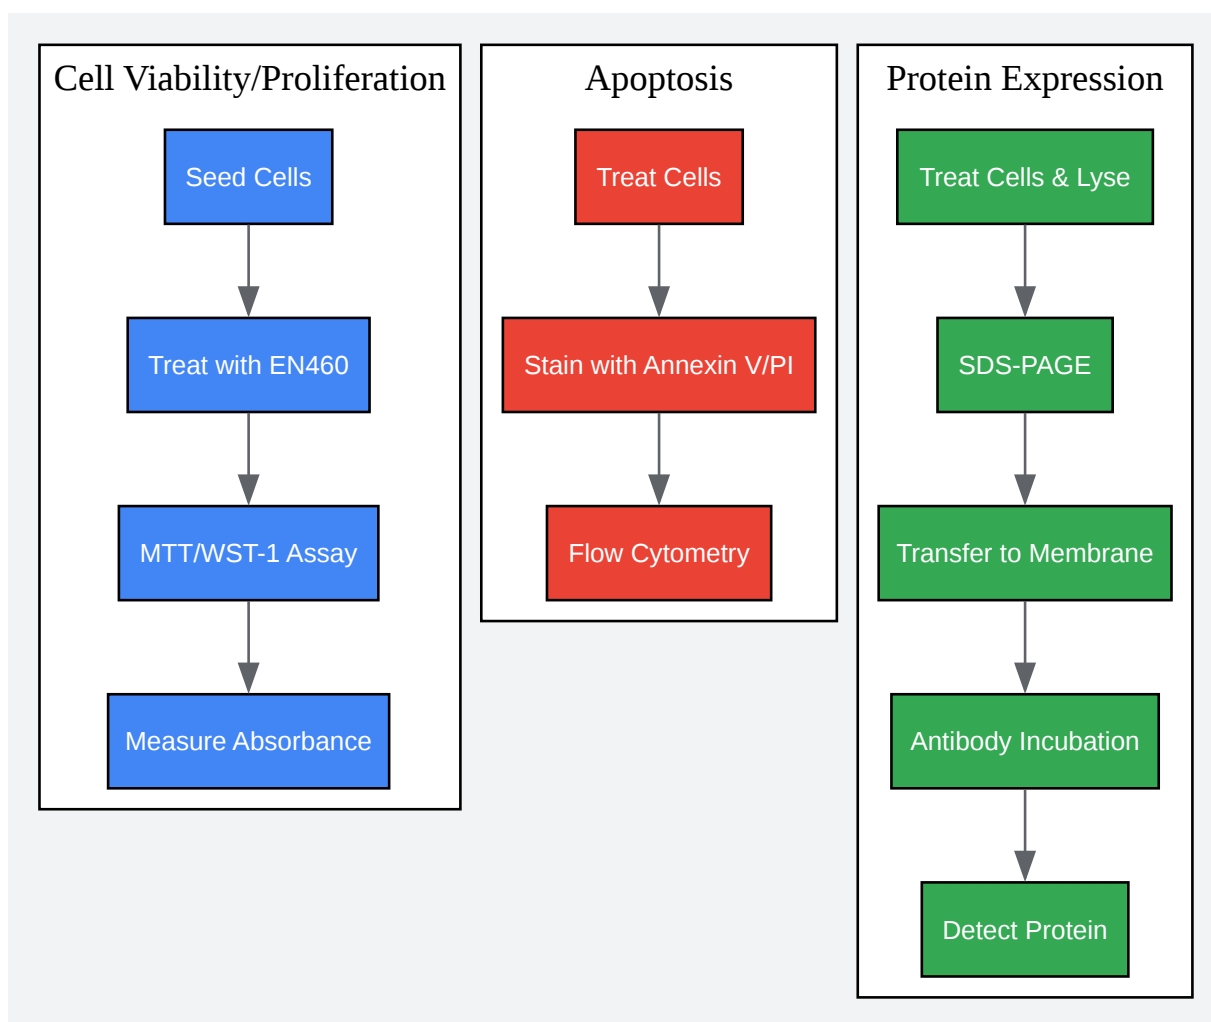 Cell Viability/Proliferation
Seed Cells
Treat with EN460
MTT/WST-1 Assay
Measure Absorbance
Apoptosis
Treat Cells
Stain with Annexin V/PI
Flow Cytometry
Protein Expression
Treat Cells & Lyse
SDS-PAGE
Transfer to Membrane
Antibody Incubation
Detect Protein